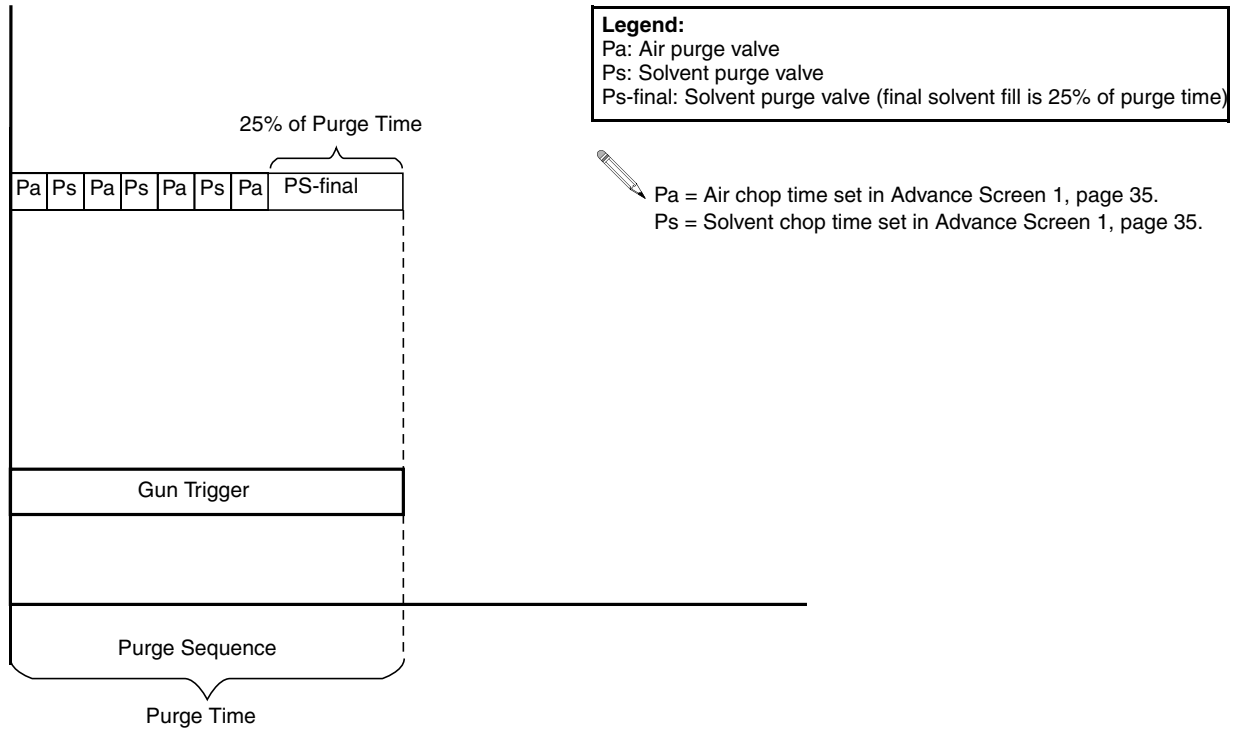 Legend:
Pa: Air purge valve
Ps: Solvent purge valve
Ps-final: Solvent purge valve (final solvent fill is 25% of purge time)
25% of Purge Time
Pa Ps Pa Ps Pa Ps Pa PS-final
Pa = Air chop time set in Advance Screen 1, page 35.
Ps = Solvent chop time set in Advance Screen 1, page 35.
Gun Trigger
Purge Sequence
Purge Time